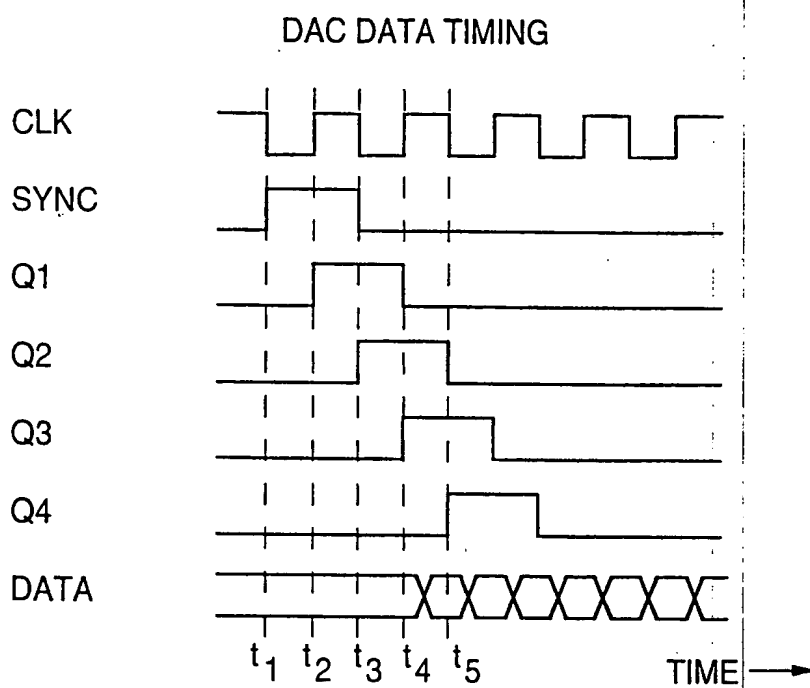 DAC DATA TIMING
CLK
SYNC
Q1
Q2
Q3
Q4
DATA
t1 t2 t3 t4 t5
TIME